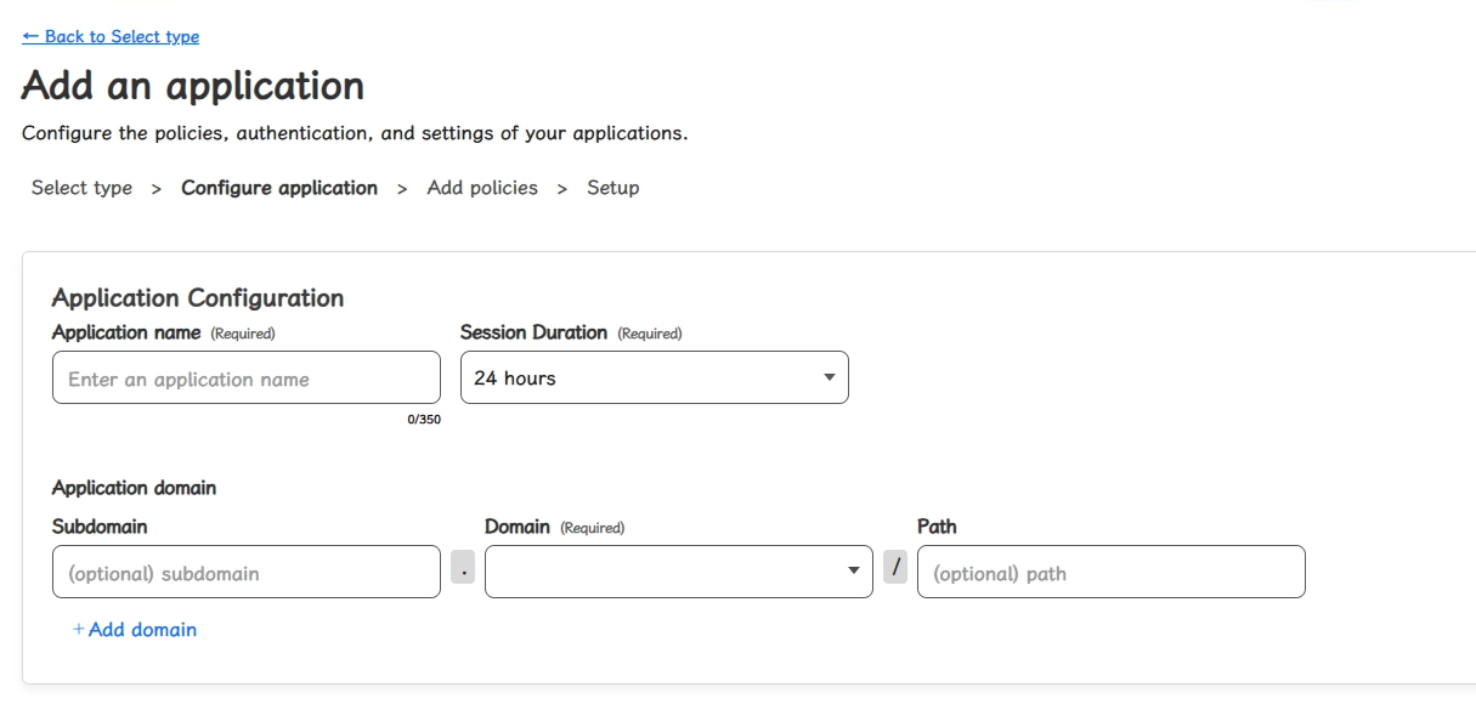 ← Back to Select type
Add an application
Configure the policies, authentication, and settings of your applications.
Select type > Configure application > Add policies > Setup
Application Configuration
Application name (Required) Session Duration (Required)
Enter an application name 24 hours
0/350
Application domain
Subdomain Domain (Required) Path
(optional) subdomain . / (optional) path
+ Add domain